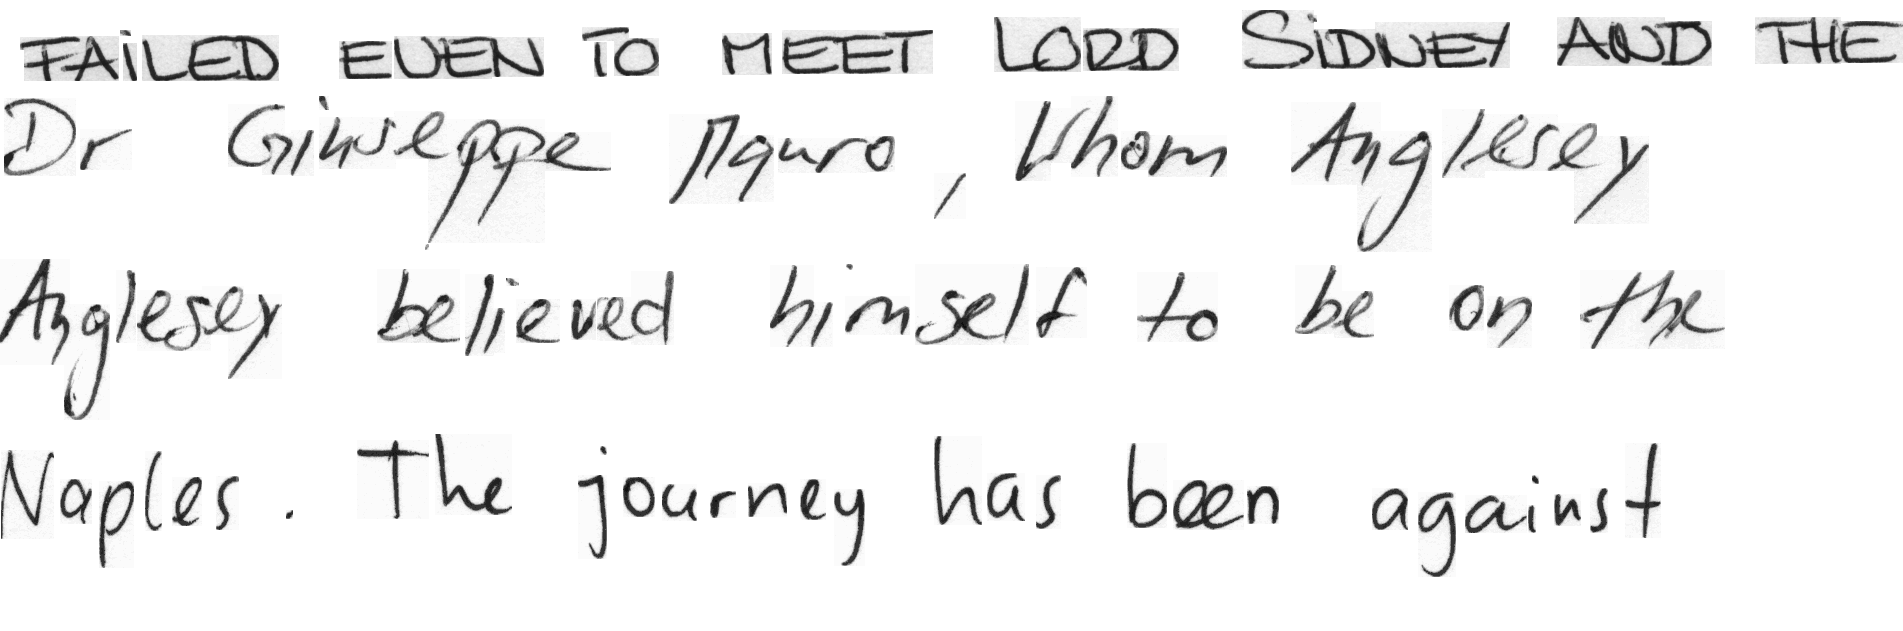 FAiLED EVEN TO MEET LORD SiDNEY AND THE
Dr Giuseppe Mauro, Whom Anglesey
Anglesey believed himself to be on the
Naples. The journey has been against